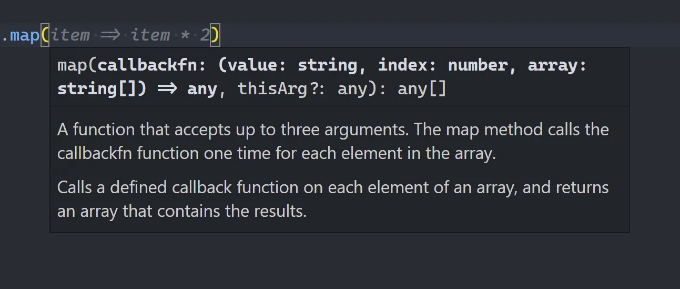 .map(item => item * 2)
map(callbackfn: (value: string, index: number, array:
string[]) => any, thisArg?: any): any[]
A function that accepts up to three arguments. The map method calls the
callbackfn function one time for each element in the array.
Calls a defined callback function on each element of an array, and returns
an array that contains the results.